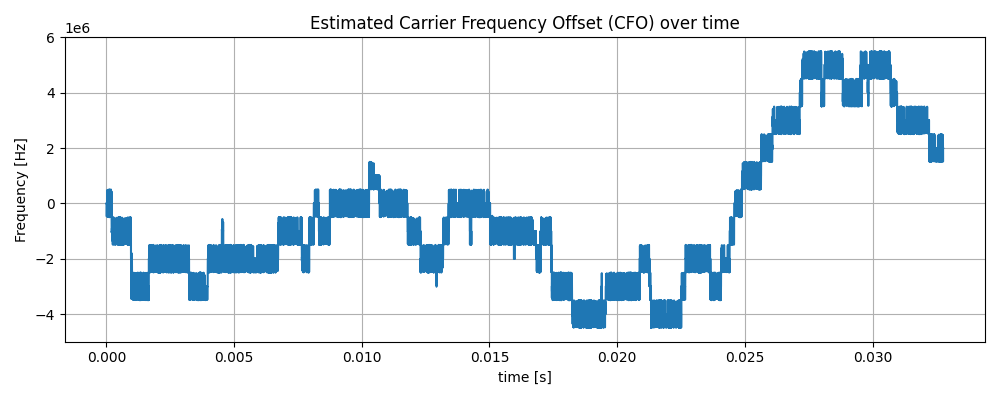 Estimated Carrier Frequency Offset (CFO) over time
1e6
6
4
2
0
−2
−4
Frequency [Hz]
0.000 0.005 0.010 0.015 0.020 0.025 0.030
time [s]